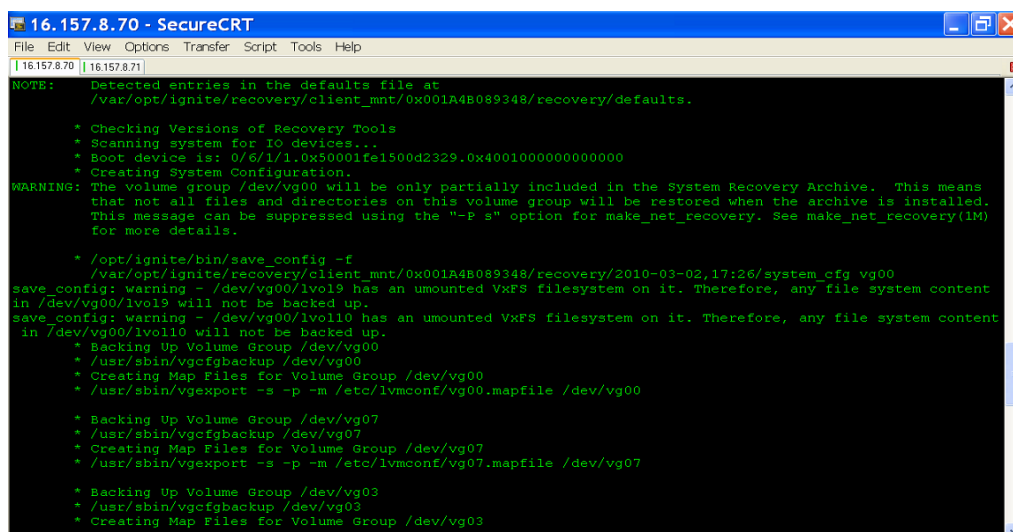 16.157.8.70 - SecureCRT
File Edit View Options Transfer Script Tools Help
16.157.8.70 16.157.8.71
NOTE: Detected entries in the defaults file at
/var/opt/ignite/recovery/client_mnt/0x001A4B089348/recovery/defaults.
* Checking Versions of Recovery Tools
* Scanning system for IO devices...
* Boot device is: 0/6/1/1.0x50001fe1500d2329.0x4001000000000000
* Creating System Configuration.
WARNING: The volume group /dev/vg00 will be only partially included in the System Recovery Archive. This means
that not all files and directories on this volume group will be restored when the archive is installed.
This message can be suppressed using the "-P s" option for make_net_recovery. See make_net_recovery(1M)
for more details.
* /opt/ignite/bin/save_config -f
/var/opt/ignite/recovery/client_mnt/0x001A4B089348/recovery/2010-03-02,17:26/system_cfg vg00
save_config: warning - /dev/vg00/lvol9 has an umounted VxFS filesystem on it. Therefore, any file system content
in /dev/vg00/lvol9 will not be backed up.
save_config: warning - /dev/vg00/lvol10 has an umounted VxFS filesystem on it. Therefore, any file system content
in /dev/vg00/lvol10 will not be backed up.
* Backing Up Volume Group /dev/vg00
* /usr/sbin/vgcfgbackup /dev/vg00
* Creating Map Files for Volume Group /dev/vg00
* /usr/sbin/vgexport -s -p -m /etc/lvmconf/vg00.mapfile /dev/vg00
* Backing Up Volume Group /dev/vg07
* /usr/sbin/vgcfgbackup /dev/vg07
* Creating Map Files for Volume Group /dev/vg07
* /usr/sbin/vgexport -s -p -m /etc/lvmconf/vg07.mapfile /dev/vg07
* Backing Up Volume Group /dev/vg03
* /usr/sbin/vgcfgbackup /dev/vg03
* Creating Map Files for Volume Group /dev/vg03